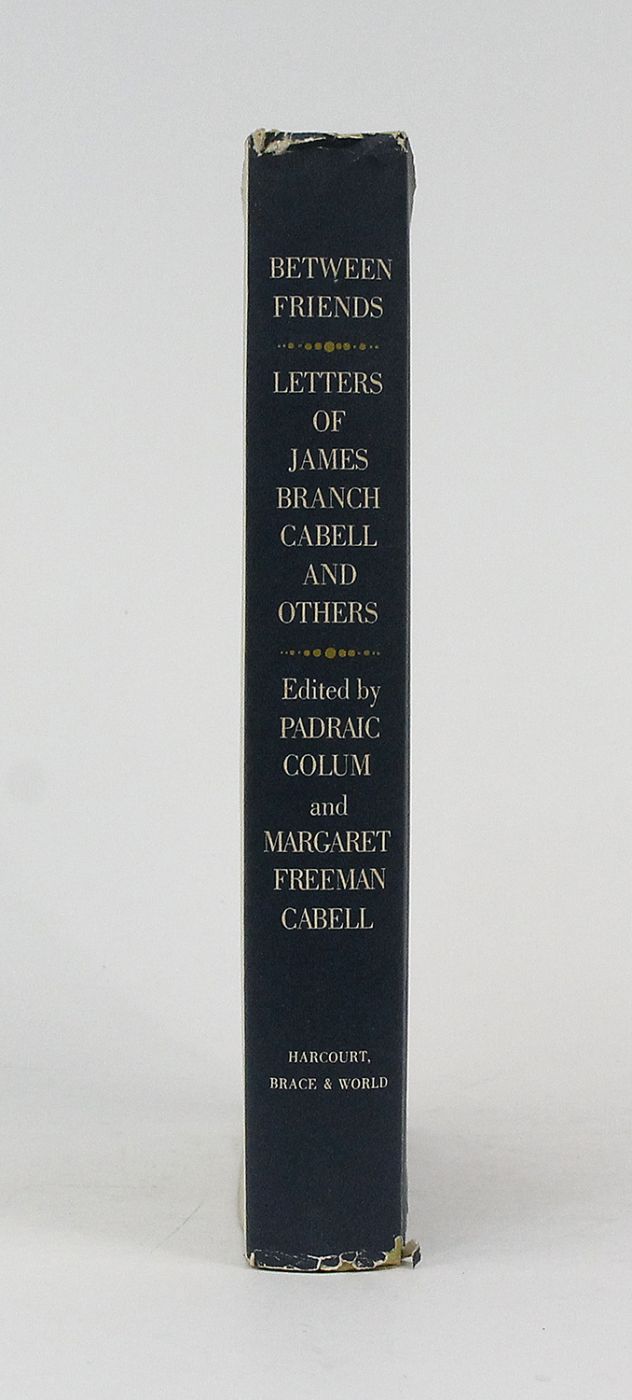 BETWEEN
FRIENDS
LETTERS
OF
JAMES
BRANCH
CABELL
AND
OTHERS
Edited by
PADRAIC
COLUM
and
MARGARET
FREEMAN
CABELL
HARCOURT,
BRACE & WORLD